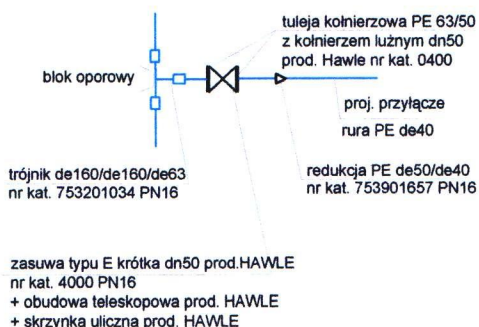 tuleja kołnierzowa PE 63/50
z kołnierzem luźnym dn50
prod. Hawle nr kat. 0400
blok oporowy
proj. przyłącze
rura PE de40
trójnik de160/de160/de63
nr kat. 753201034 PN16
redukcja PE de50/de40
nr kat. 753901657 PN16
zasuwa typu E krótka dn50 prod.HAWLE
nr kat. 4000 PN16
+ obudowa teleskopowa prod. HAWLE
+ skrzynka uliczna prod. HAWLE